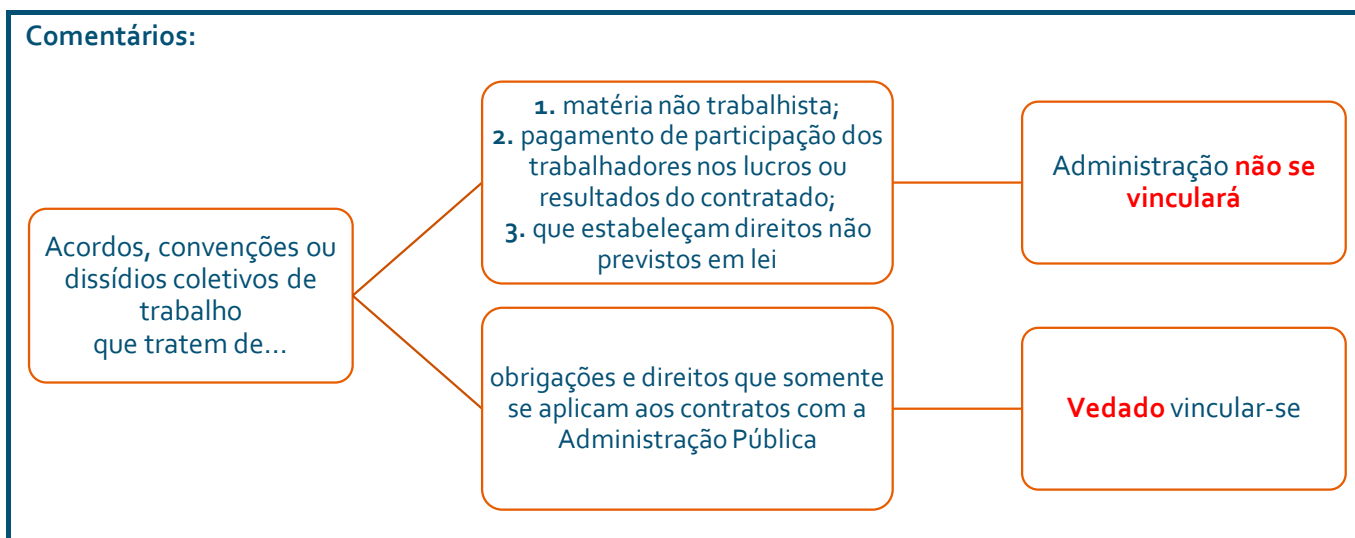 Comentários:
Acordos, convenções ou
dissídios coletivos de
trabalho
que tratem de...
1. matéria não trabalhista;
2. pagamento de participação dos
trabalhadores nos lucros ou
resultados do contratado;
3. que estabeleçam direitos não
previstos em lei
Administração não se
vinculará
obrigações e direitos que somente
se aplicam aos contratos com a
Administração Pública
Vedado vincular-se